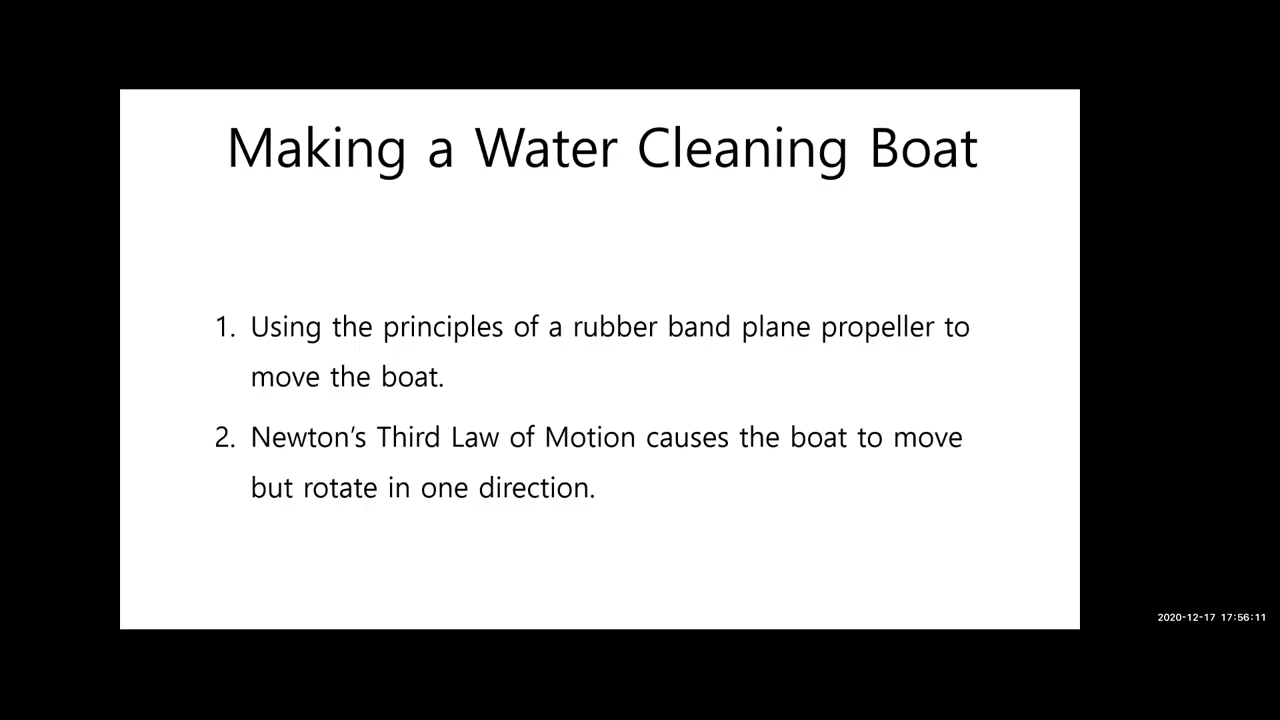 Making a Water Cleaning Boat
1. Using the principles of a rubber band plane propeller to
move the boat.
2. Newton’s Third Law of Motion causes the boat to move
but rotate in one direction.
2020-12-17 17:56:11